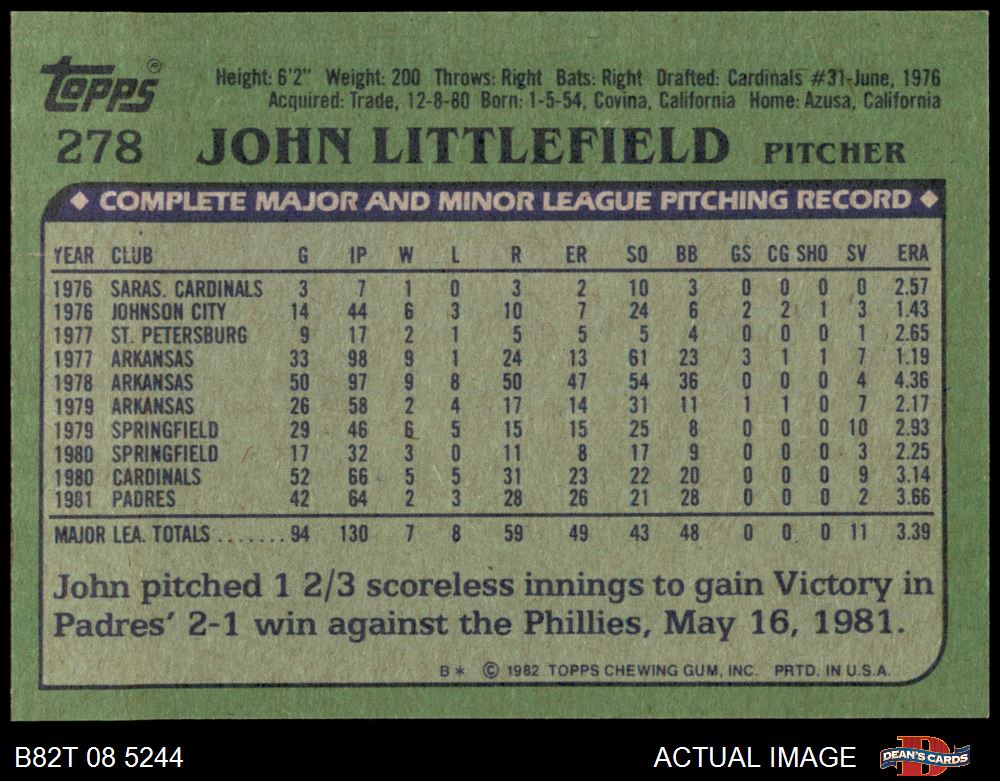 Topps®
Height: 6'2" Weight: 200 Throws: Right Bats: Right Drafted: Cardinals #31-June, 1976
Acquired: Trade, 12-8-80 Born: 1-5-54, Covina, California Home: Azusa, California
278 JOHN LITTLEFIELD PITCHER
◆ COMPLETE MAJOR AND MINOR LEAGUE PITCHING RECORD ◆
YEAR CLUB G IP W L R ER SO BB GS CG SHO SV ERA
1976 SARAS. CARDINALS 3 7 1 0 3 2 10 3 0 0 0 0 2.57
1976 JOHNSON CITY 14 44 6 3 10 7 24 6 2 2 1 3 1.43
1977 ST. PETERSBURG 9 17 2 1 5 5 5 4 0 0 0 1 2.65
1977 ARKANSAS 33 98 9 1 24 13 61 23 3 1 1 7 1.19
1978 ARKANSAS 50 97 9 8 50 47 54 36 0 0 0 4 4.36
1979 ARKANSAS 26 58 2 4 17 14 31 11 1 1 0 7 2.17
1979 SPRINGFIELD 29 46 6 5 15 15 25 8 0 0 0 10 2.93
1980 SPRINGFIELD 17 32 3 0 11 8 17 9 0 0 0 3 2.25
1980 CARDINALS 52 66 5 5 31 23 22 20 0 0 0 9 3.14
1981 PADRES 42 64 2 3 28 26 21 28 0 0 0 2 3.66
MAJOR LEA. TOTALS ....... 94 130 7 8 59 49 43 48 0 0 0 11 3.39
John pitched 1 2/3 scoreless innings to gain Victory in
Padres' 2-1 win against the Phillies, May 16, 1981.
B* © 1982 TOPPS CHEWING GUM, INC. PRTD. IN U.S.A.
B82T 08 5244 ACTUAL IMAGE DEAN'S CARDS